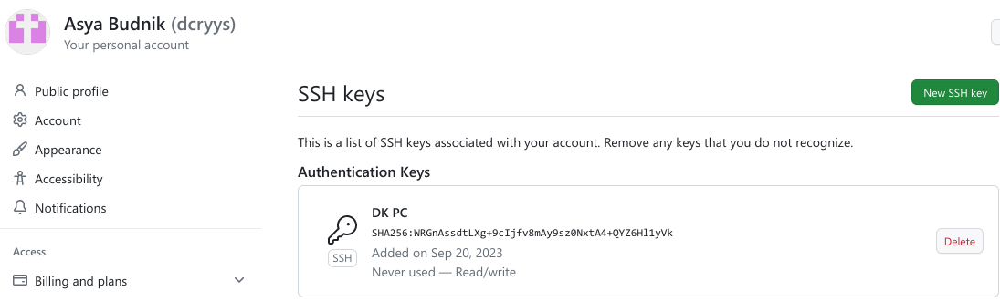 Asya Budnik (dcryys)
Your personal account
Public profile
Account
Appearance
Accessibility
Notifications
Access
Billing and plans
SSH keys
New SSH key
This is a list of SSH keys associated with your account. Remove any keys that you do not recognize.
Authentication Keys
DK PC
SHA256:WRGnAssdtLXg+9cIjfv8mAy9sz0NxtA4+QYZ6Hl1yVk
SSH
Added on Sep 20, 2023
Never used — Read/write
Delete